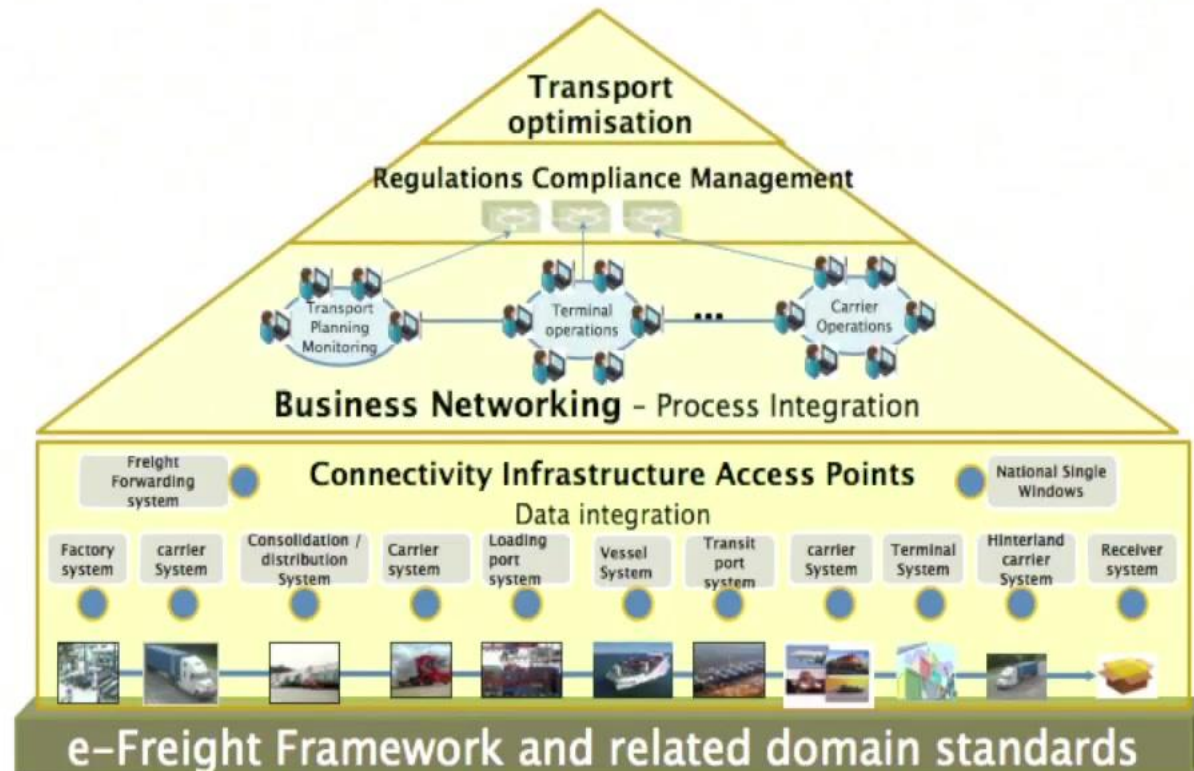 Transport
optimisation
Regulations Compliance Management
Transport
Planning
Monitoring
Terminal
operations
...
Carrier
Operations
Business Networking - Process Integration
Freight
Forwarding
system
Connectivity Infrastructure Access Points
National Single
Windows
Data integration
Factory
system
carrier
System
Consolidation /
distribution
System
Carrier
system
Loading
port
system
Vessel
System
Transit
port
system
carrier
System
Terminal
System
Hinterland
carrier
System
Receiver
system
e-Freight Framework and related domain standards